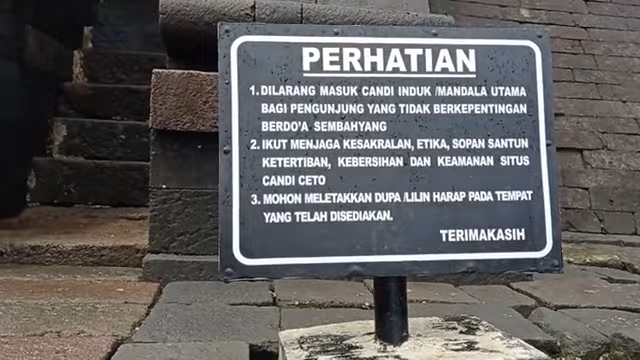 PERHATIAN
1. DILARANG MASUK CANDI INDUK /MANDALA UTAMA
BAGI PENGUNJUNG YANG TIDAK BERKEPENTINGAN
BERDO'A SEMBAHYANG
2. IKUT MENJAGA KESAKRALAN, ETIKA, SOPAN SANTUN
KETERTIBAN, KEBERSIHAN DAN KEAMANAN SITUS
CANDI CETO
3. MOHON MELETAKKAN DUPA /LILIN HARAP PADA TEMPAT
YANG TELAH DISEDIAKAN.
TERIMAKASIH